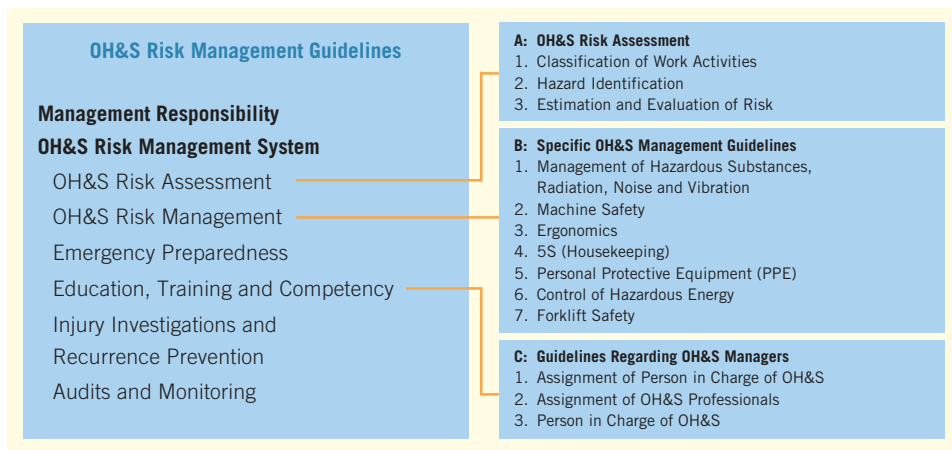 OH&S Risk Management Guidelines
Management Responsibility
OH&S Risk Management System
OH&S Risk Assessment
OH&S Risk Management
Emergency Preparedness
Education, Training and Competency
Injury Investigations and
Recurrence Prevention
Audits and Monitoring
A: OH&S Risk Assessment
1. Classification of Work Activities
2. Hazard Identification
3. Estimation and Evaluation of Risk
B: Specific OH&S Management Guidelines
1. Management of Hazardous Substances,
Radiation, Noise and Vibration
2. Machine Safety
3. Ergonomics
4. 5S (Housekeeping)
5. Personal Protective Equipment (PPE)
6. Control of Hazardous Energy
7. Forklift Safety
C: Guidelines Regarding OH&S Managers
1. Assignment of Person in Charge of OH&S
2. Assignment of OH&S Professionals
3. Person in Charge of OH&S